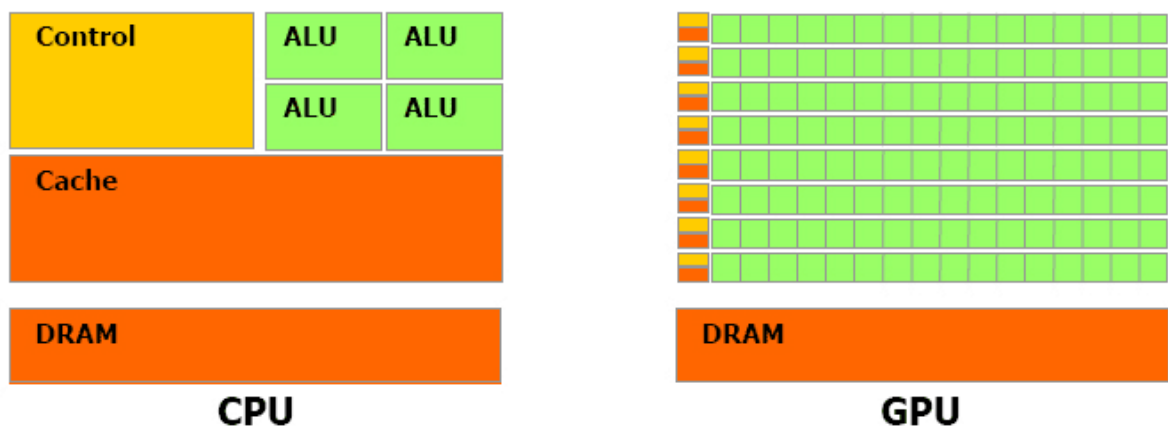 Control
ALU
ALU
ALU
ALU
Cache
DRAM
CPU
DRAM
GPU